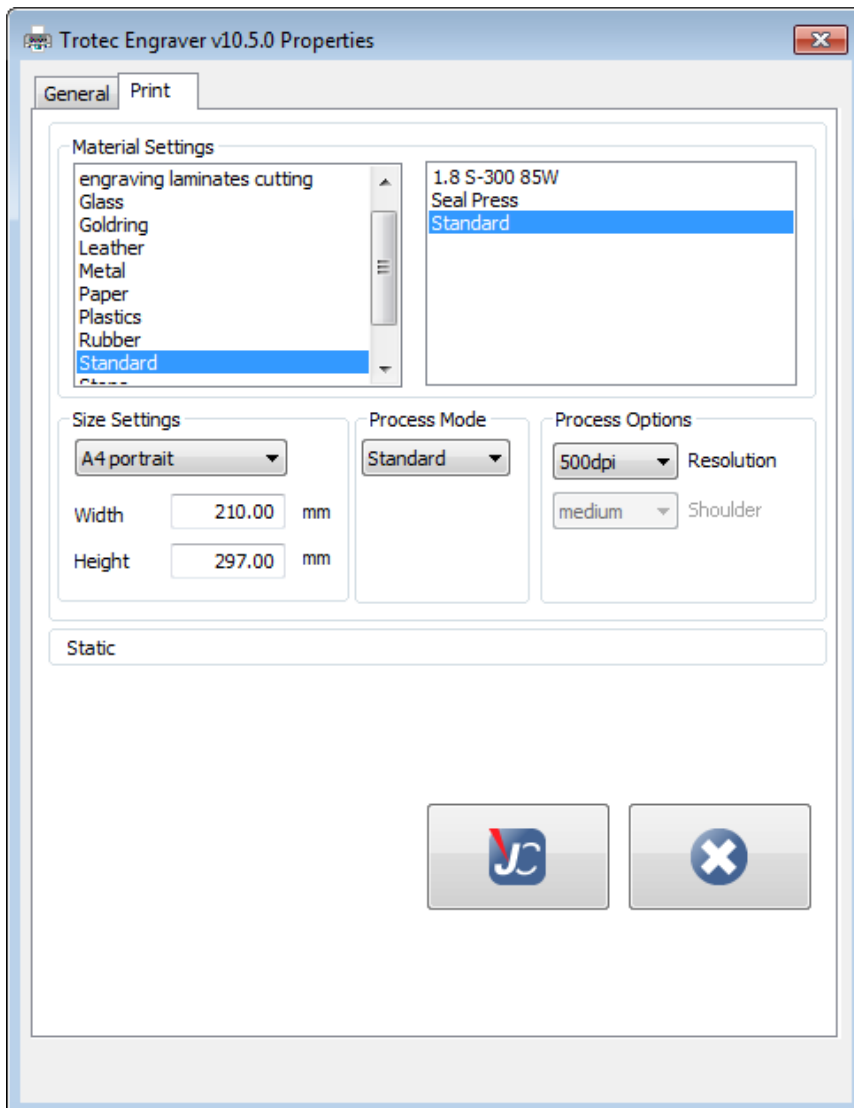 Trotec Engraver v10.5.0 Properties
General
Print
Material Settings
engraving laminates cutting
Glass
Goldring
Leather
Metal
Paper
Plastics
Rubber
Standard
1.8 S-300 85W
Seal Press
Standard
Size Settings
A4 portrait
Width 210.00 mm
Height 297.00 mm
Process Mode
Standard
Process Options
500dpi Resolution
medium Shoulder
Static
JC